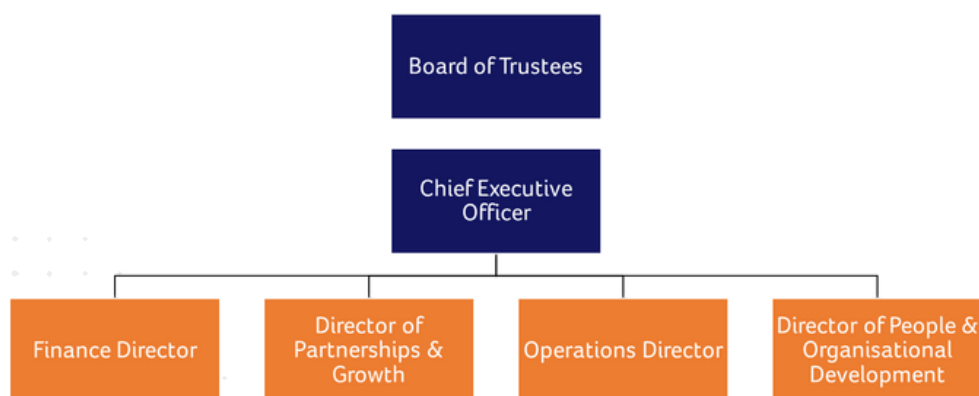 Board of Trustees
Chief Executive
Officer
Finance Director
Director of
Partnerships &
Growth
Operations Director
Director of People &
Organisational
Development